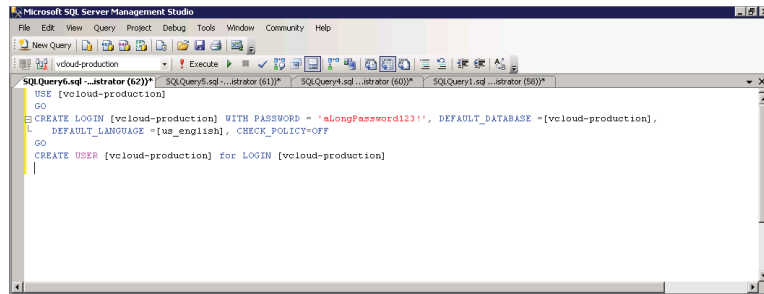 Microsoft SQL Server Management Studio
File Edit View Query Project Debug Tools Window Community Help
New Query
vcloud-production Execute
SQLQuery6.sql -...istrator (62))* SQLQuery5.sql -...istrator (61))* SQLQuery4.sql ...istrator (60))* SQLQuery1.sql ...istrator (58))*
USE [vcloud-production]
GO
CREATE LOGIN [vcloud-production] WITH PASSWORD = 'aLongPassword123!', DEFAULT_DATABASE =[vcloud-production],
DEFAULT_LANGUAGE =[us_english], CHECK_POLICY=OFF
GO
CREATE USER [vcloud-production] for LOGIN [vcloud-production]